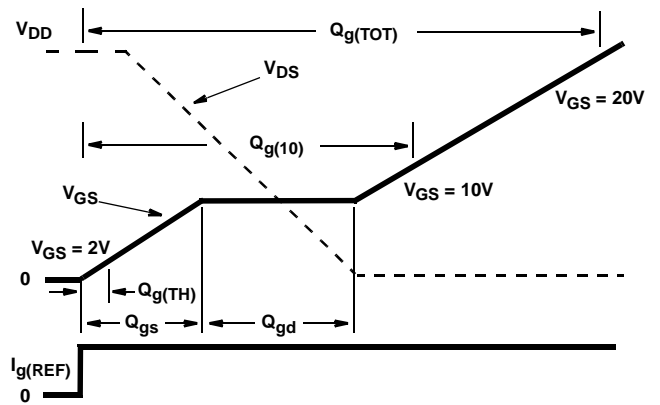 V_DD
Q_g(TOT)
V_DS
V_GS = 20V
Q_g(10)
V_GS
V_GS = 10V
V_GS = 2V
0
Q_g(TH)
Q_gs
Q_gd
I_g(REF)
0